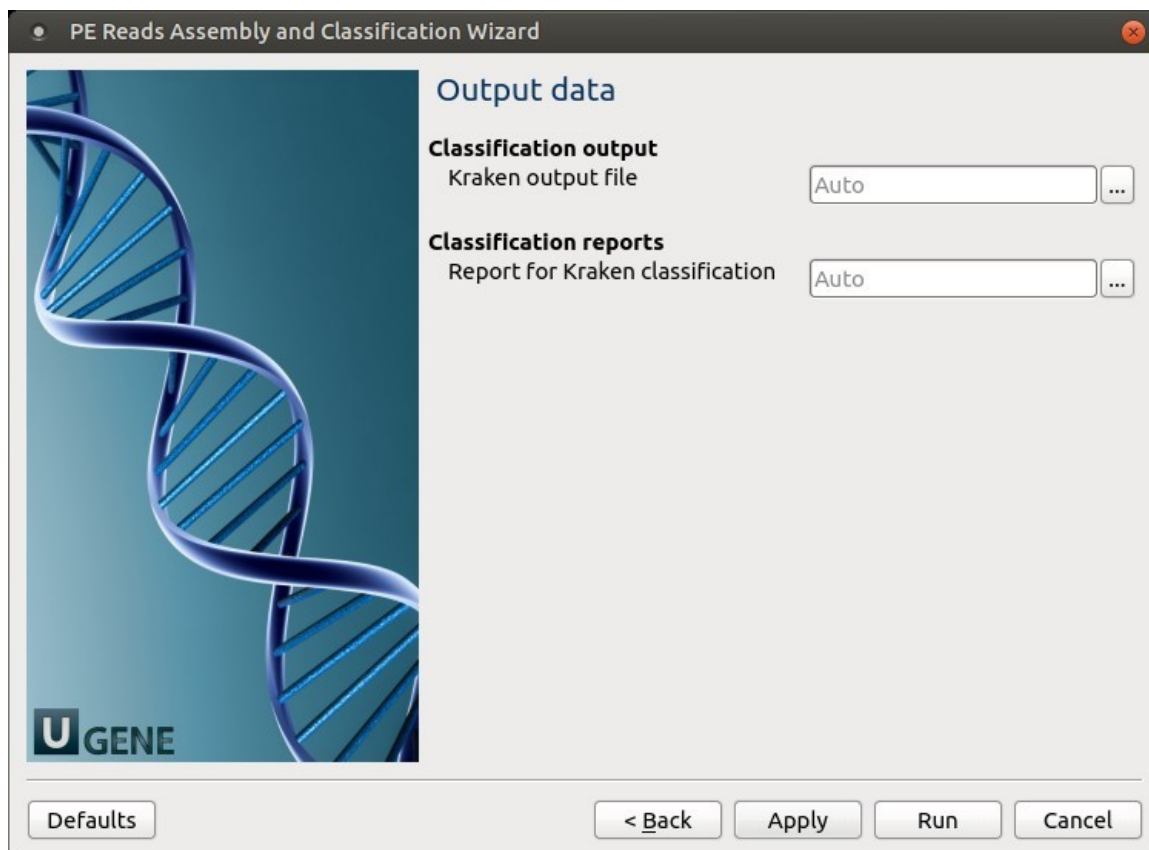 PE Reads Assembly and Classification Wizard
Output data
Classification output
Kraken output file
Auto
...
Classification reports
Report for Kraken classification
Auto
...
U GENE
Defaults
< Back
Apply
Run
Cancel